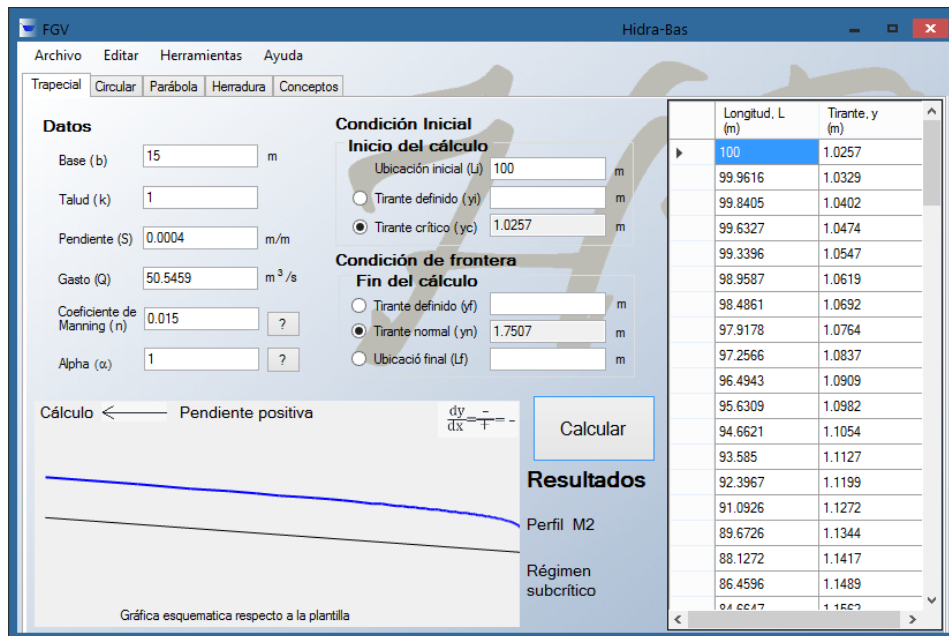 FGV
Hidra-Bas
Archivo Editar Herramientas Ayuda
Trapecial Circular Parábola Herradura Conceptos
Datos
Base (b) 15 m
Talud (k) 1
Pendiente (S) 0.0004 m/m
Gasto (Q) 50.5459 m³/s
Coeficiente de
Manning (n) 0.015 ?
Alpha (α) 1 ?
Condición Inicial
Inicio del cálculo
Ubicación inicial (Li) 100 m
Tirante definido (yi) m
Tirante crítico (yc) 1.0257 m
Condición de frontera
Fin del cálculo
Tirante definido (yf) m
Tirante normal (yn) 1.7507 m
Ubicació final (Lf) m
Cálculo Pendiente positiva
dy/dx = -/+ = -
Gráfica esquematica respecto a la plantilla
Calcular
Resultados
Perfil M2
Régimen
subcrítico
Longitud, L (m) Tirante, y (m)
100 1.0257
99.9616 1.0329
99.8405 1.0402
99.6327 1.0474
99.3396 1.0547
98.9587 1.0619
98.4861 1.0692
97.9178 1.0764
97.2566 1.0837
96.4943 1.0909
95.6309 1.0982
94.6621 1.1054
93.585 1.1127
92.3967 1.1199
91.0926 1.1272
89.6726 1.1344
88.1272 1.1417
86.4596 1.1489
84.6647 1.1562